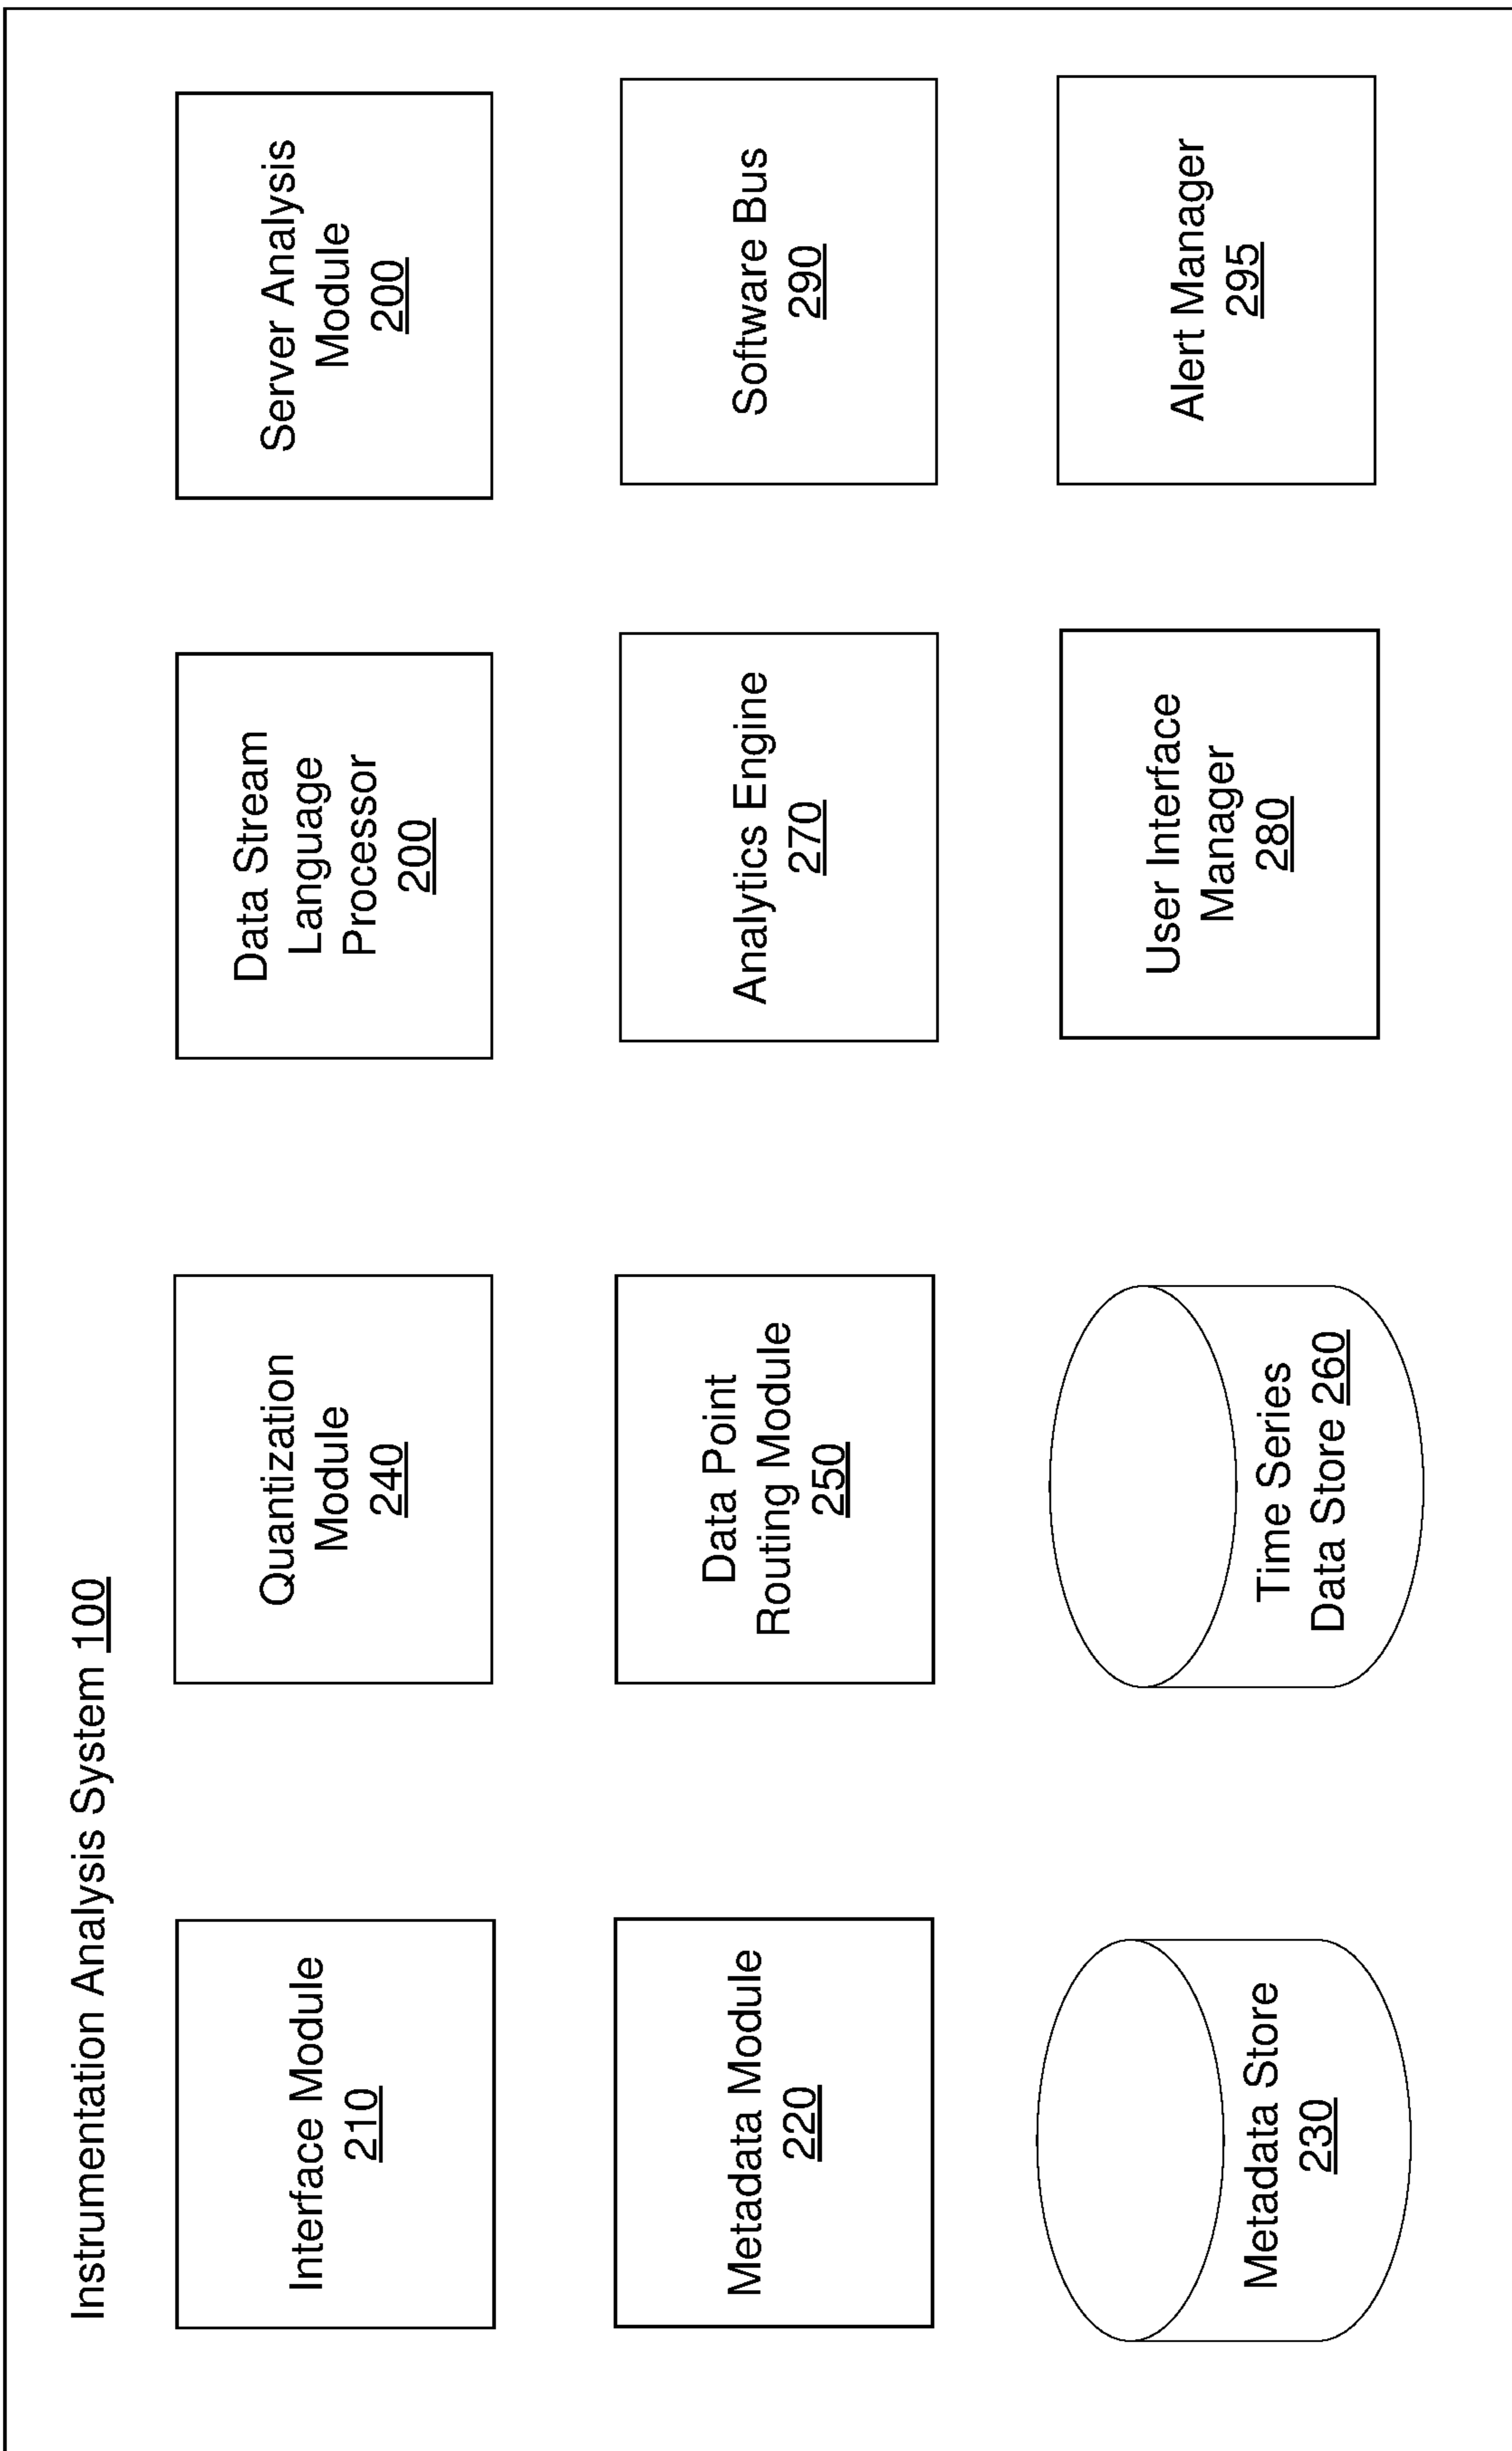 Instrumentation Analysis System 100
Interface Module
210
Quantization
Module
240
Data Stream
Language
Processor
200
Server Analysis
Module
200
Metadata Module
220
Data Point
Routing Module
250
Analytics Engine
270
Software Bus
290
Metadata Store
230
Time Series
Data Store 260
User Interface
Manager
280
Alert Manager
295